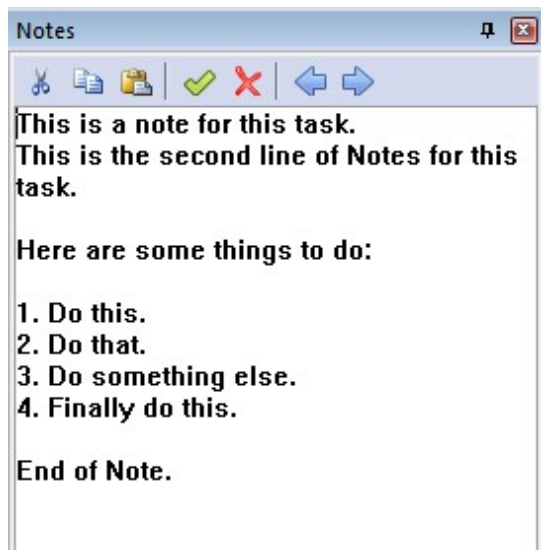 Notes
This is a note for this task.
This is the second line of Notes for this
task.
Here are some things to do:
1. Do this.
2. Do that.
3. Do something else.
4. Finally do this.
End of Note.